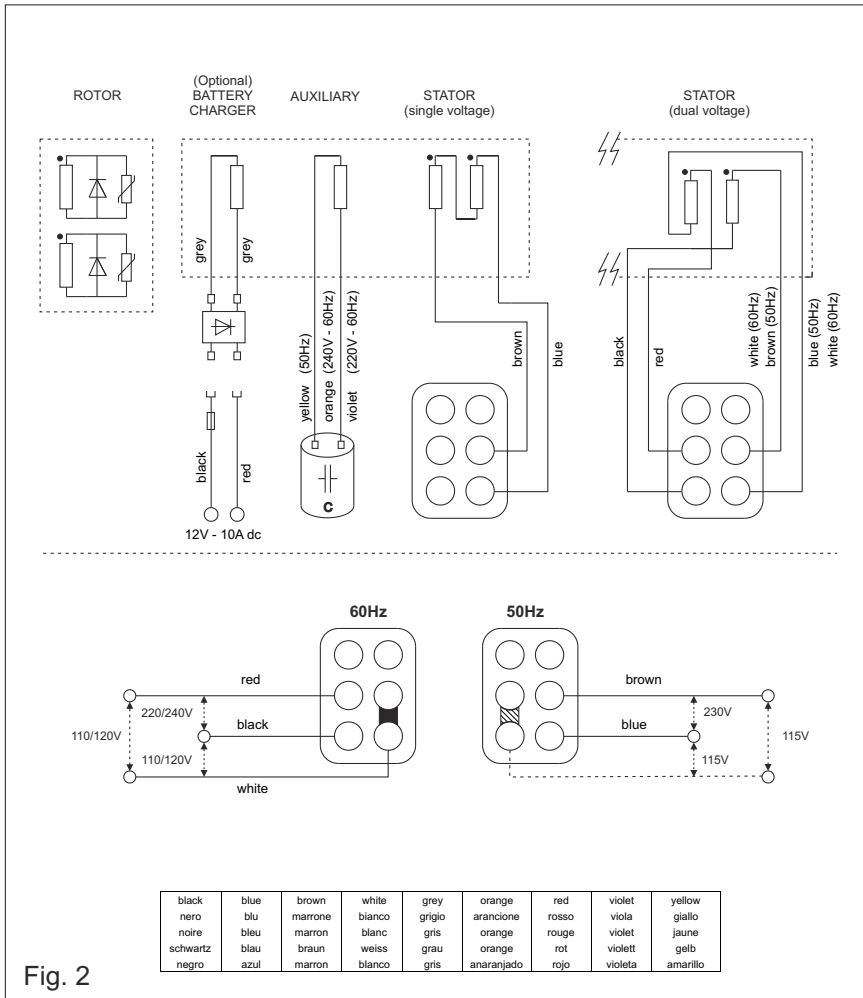 ROTOR
(Optional)
BATTERY
CHARGER
AUXILIARY
STATOR
(single voltage)
STATOR
(dual voltage)
grey
grey
yellow (50Hz)
orange (240V - 60Hz)
violet (220V - 60Hz)
brown
blue
black
red
white (60Hz)
brown (50Hz)
blue (50Hz)
white (60Hz)
black
red
C
12V - 10A dc
60Hz
50Hz
red
220/240V
black
110/120V
110/120V
white
brown
230V
blue
115V
115V
black blue brown white grey orange red violet yellow
nero blu marrone bianco grigio arancione rosso viola giallo
noire bleu marron blanc gris orange rouge violet jaune
schwartz blau braun weiss grau orange rot violett gelb
negro azul marron blanco gris anaranjado rojo violeta amarillo
Fig. 2